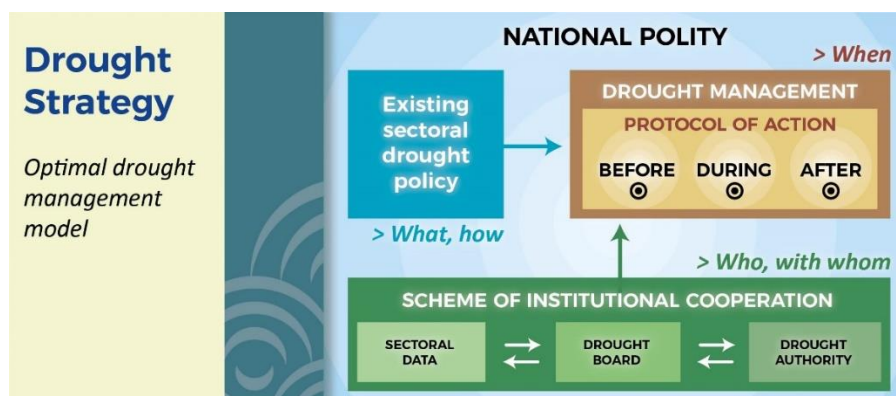 Drought
Strategy
Optimal drought
management
model
NATIONAL POLITY
> When
Existing
sectoral
drought
policy
> What, how
DROUGHT MANAGEMENT
PROTOCOL OF ACTION
BEFORE DURING AFTER
> Who, with whom
SCHEME OF INSTITUTIONAL COOPERATION
SECTORAL
DATA
DROUGHT
BOARD
DROUGHT
AUTHORITY